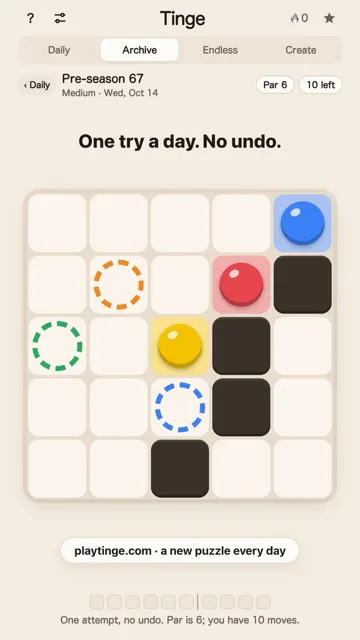 ?
Tinge
0
Daily
Archive
Endless
Create
‹ Daily
Pre-season 67
Medium · Wed, Oct 14
Par 6
10 left
One try a day. No undo.
playtinge.com · a new puzzle every day
One attempt, no undo. Par is 6; you have 10 moves.